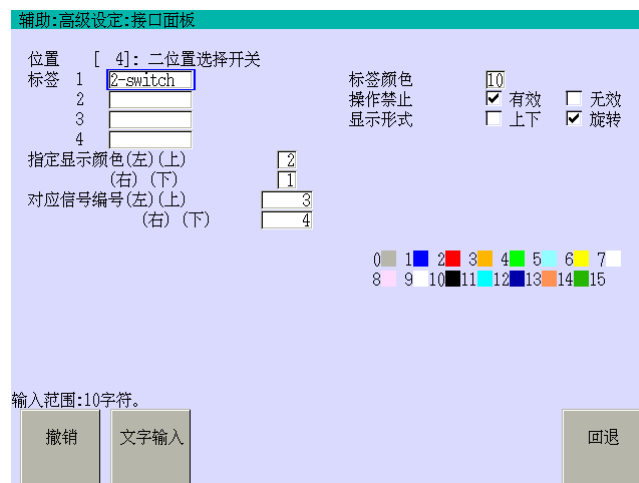 辅助:高级设定:接口面板
位置 [ 4]: 二位置选择开关
标签 1 2-switch 标签颜色 10
2 操作禁止 有效 无效
3 显示形式 上下 旋转
4
指定显示颜色(左)(上) 2
(右) (下) 1
对应信号编号(左)(上) 3
(右) (下) 4
0 1 2 3 4 5 6 7
8 9 10 11 12 13 14 15
输入范围:10字符。
撤销 文字输入 回退